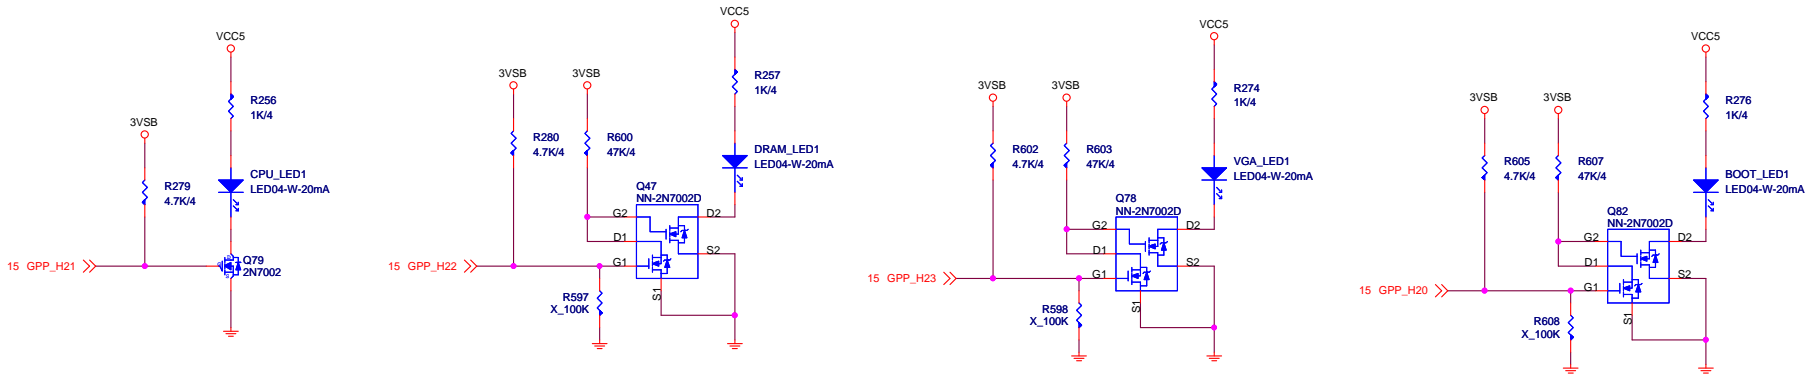 VCC5
R256
1K/4
3VSB
CPU_LED1
LED04-W-20mA
R279
4.7K/4
Q79
2N7002
15 GPP_H21
VCC5
R257
1K/4
3VSB
3VSB
R280
4.7K/4
R600
47K/4
DRAM_LED1
LED04-W-20mA
Q47
NN-2N7002D
G2
D2
D1
S2
G1
S1
15 GPP_H22
R597
X_100K
VCC5
R274
1K/4
3VSB
3VSB
R602
4.7K/4
R603
47K/4
VGA_LED1
LED04-W-20mA
Q78
NN-2N7002D
G2
D2
D1
S2
G1
S1
15 GPP_H23
R598
X_100K
VCC5
R276
1K/4
3VSB
3VSB
R605
4.7K/4
R607
47K/4
BOOT_LED1
LED04-W-20mA
Q82
NN-2N7002D
G2
D2
D1
S2
G1
S1
15 GPP_H20
R608
X_100K